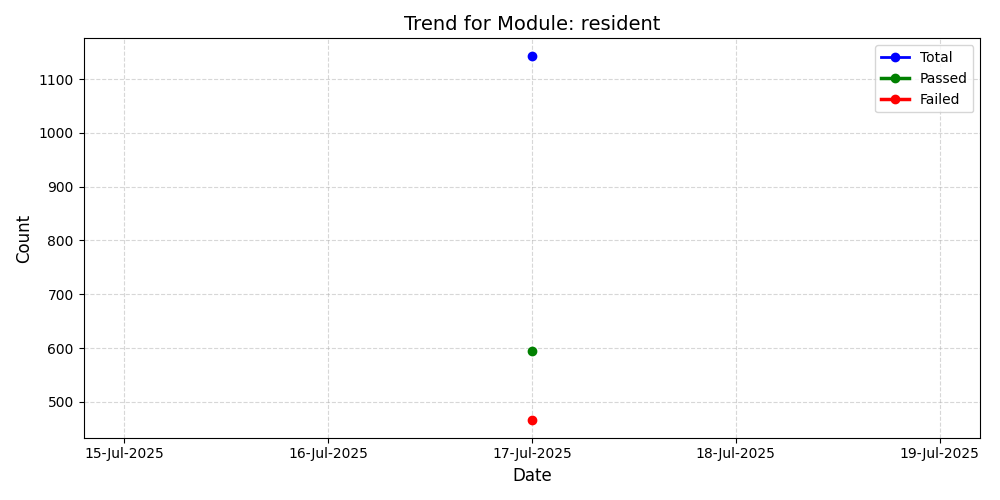 Trend for Module: resident
Total
Passed
Failed
Count
1100
1000
900
800
700
600
500
15-Jul-2025
16-Jul-2025
17-Jul-2025
18-Jul-2025
19-Jul-2025
Date